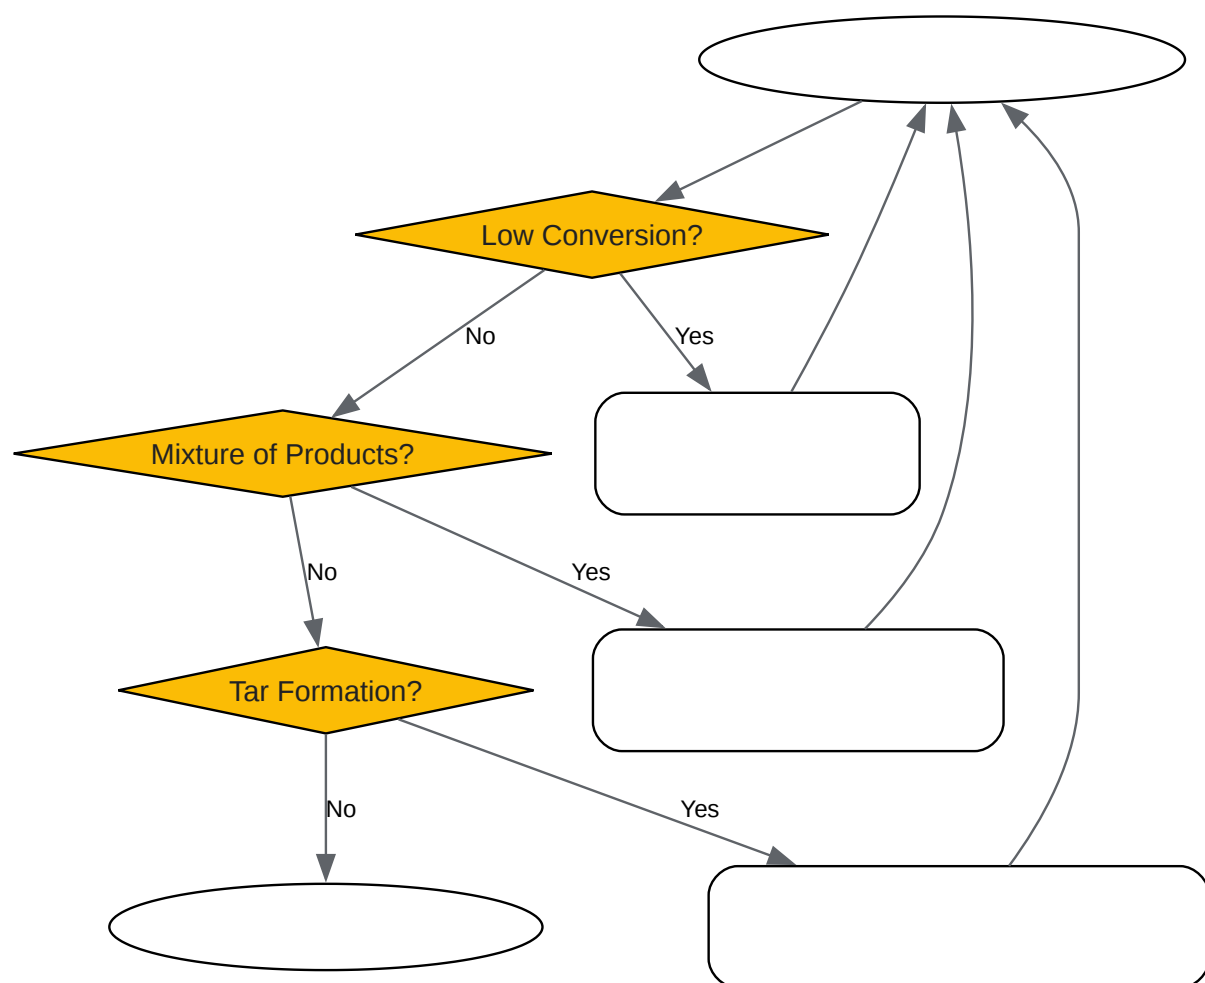 Low Conversion?
No
Yes
Mixture of Products?
No
Yes
Tar Formation?
No
Yes